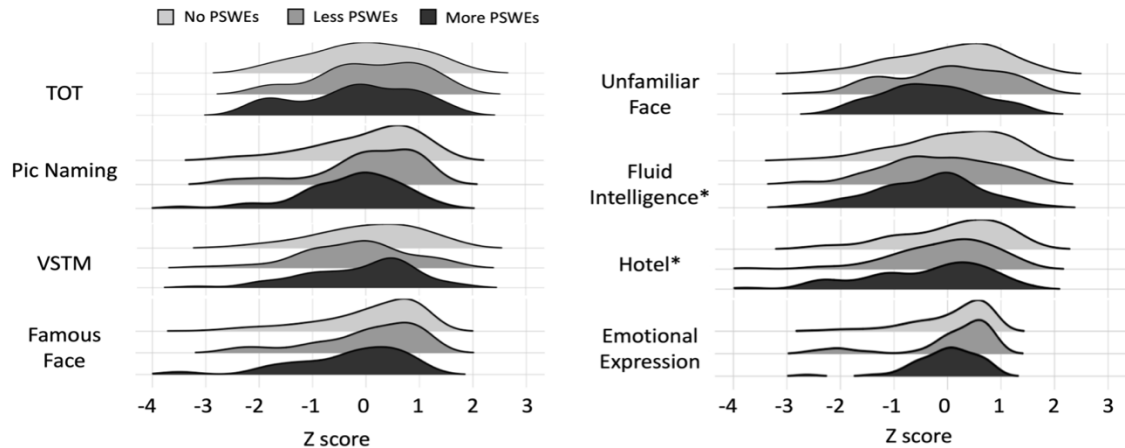 No PSWEs Less PSWEs More PSWEs
TOT
Pic Naming
VSTM
Famous
Face
-4 -3 -2 -1 0 1 2 3
Z score
Unfamiliar
Face
Fluid
Intelligence*
Hotel*
Emotional
Expression
-4 -3 -2 -1 0 1 2 3
Z score